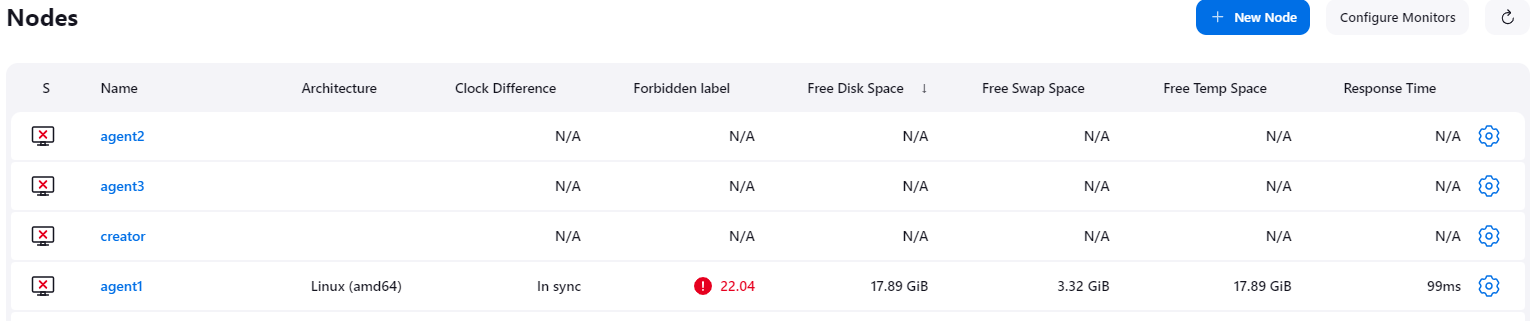 Nodes
+ New Node
Configure Monitors
S Name Architecture Clock Difference Forbidden label Free Disk Space ↓ Free Swap Space Free Temp Space Response Time
agent2 N/A N/A N/A N/A N/A N/A
agent3 N/A N/A N/A N/A N/A N/A
creator N/A N/A N/A N/A N/A N/A
agent1 Linux (amd64) In sync 22.04 17.89 GiB 3.32 GiB 17.89 GiB 99ms